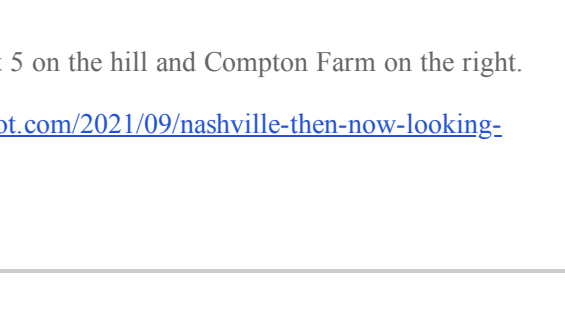 5 on the hill and Compton Farm on the right.
ot.com/2021/09/nashville-then-now-looking-